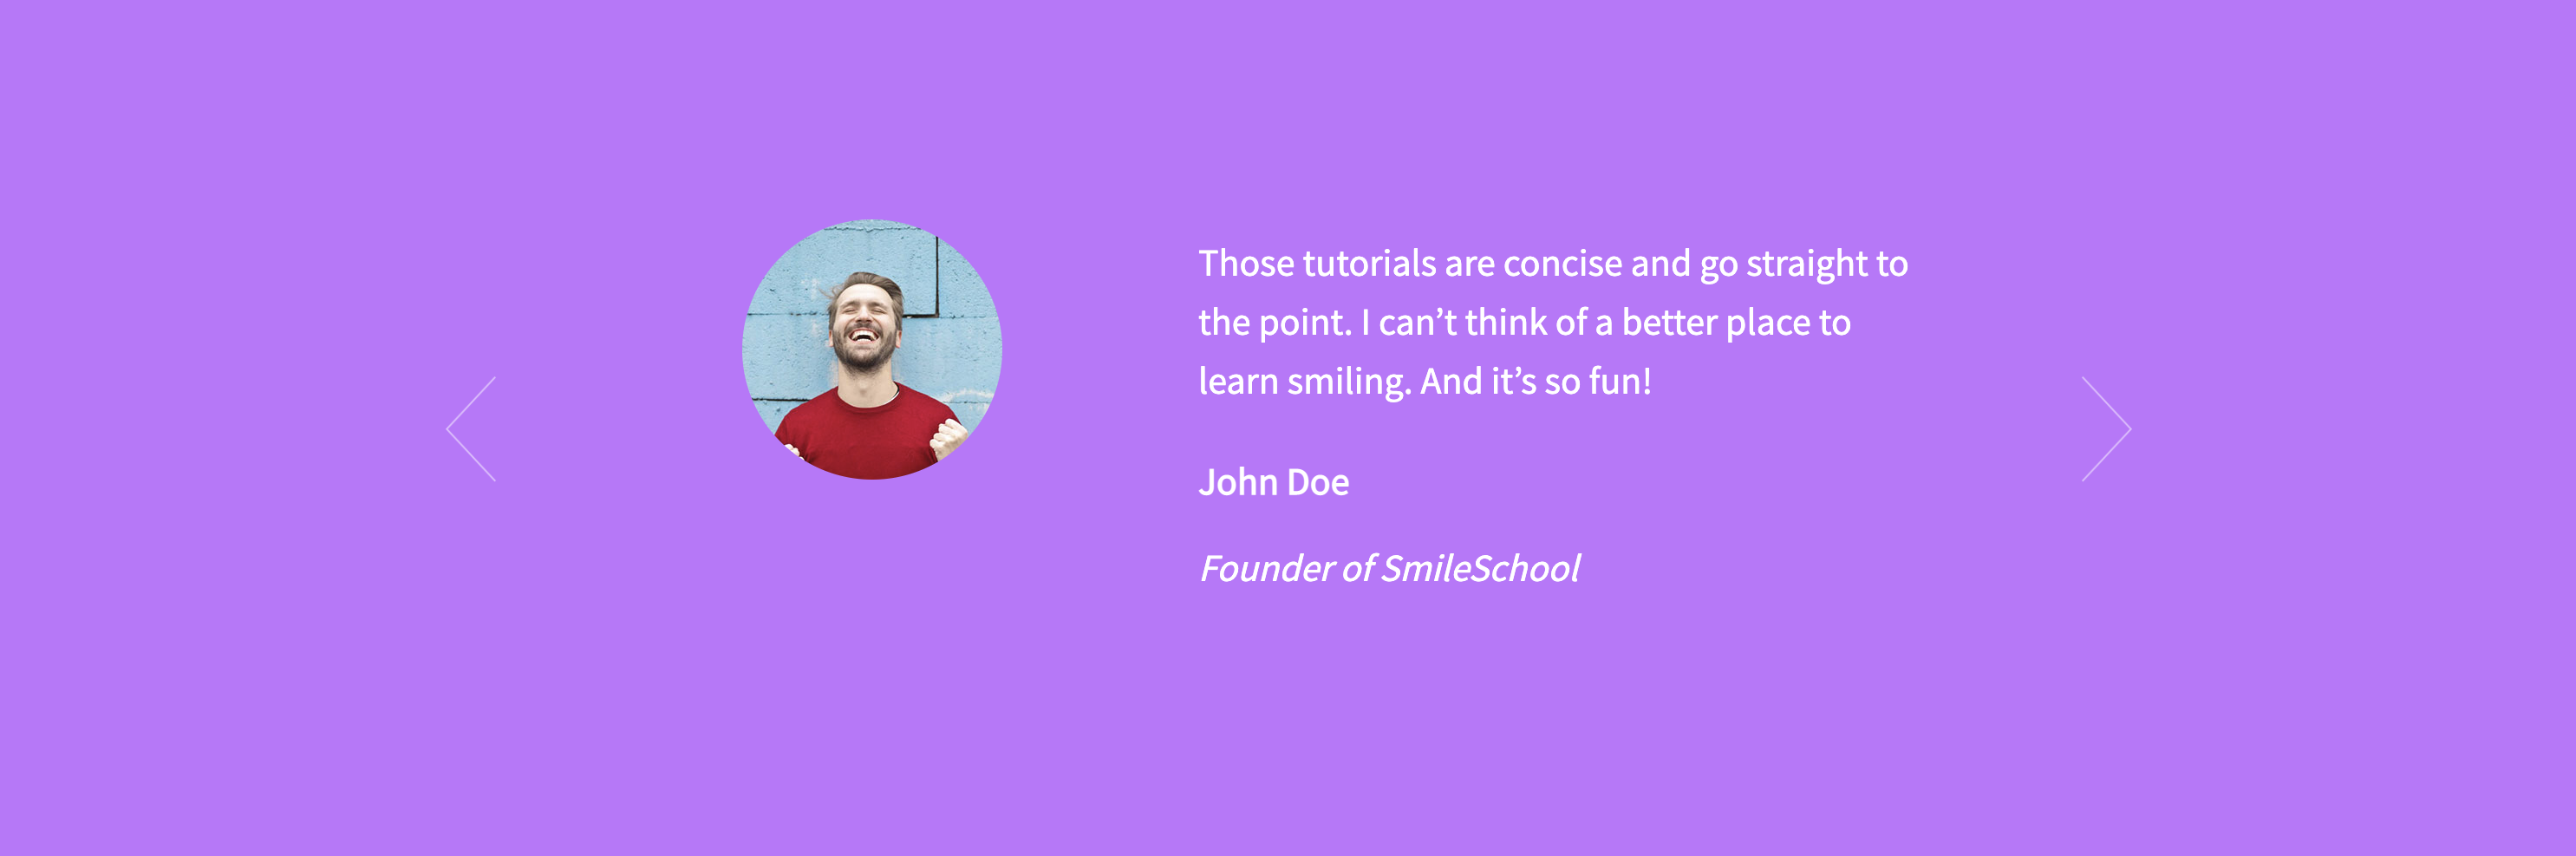 Those tutorials are concise and go straight to
the point. I can’t think of a better place to
learn smiling. And it’s so fun!
John Doe
Founder of SmileSchool